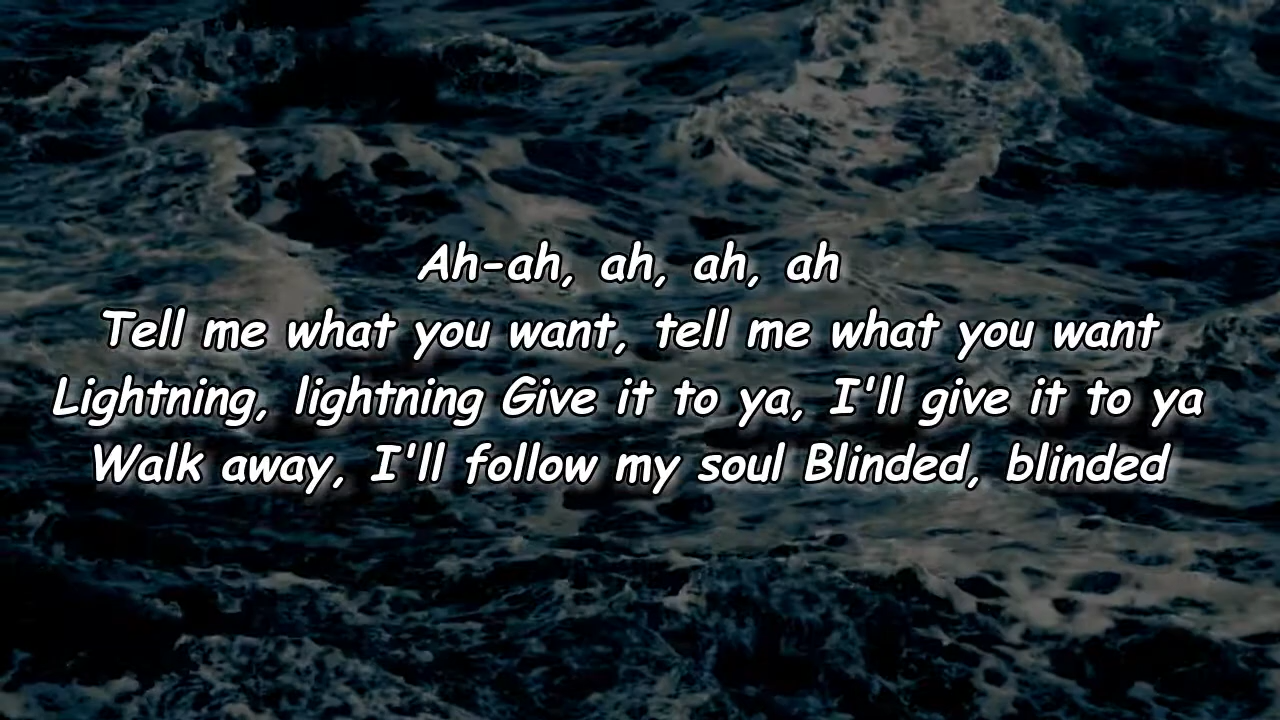 Ah-ah, ah, ah, ah
Tell me what you want, tell me what you want
Lightning, lightning Give it to ya, I'll give it to ya
Walk away, I'll follow my soul Blinded, blinded